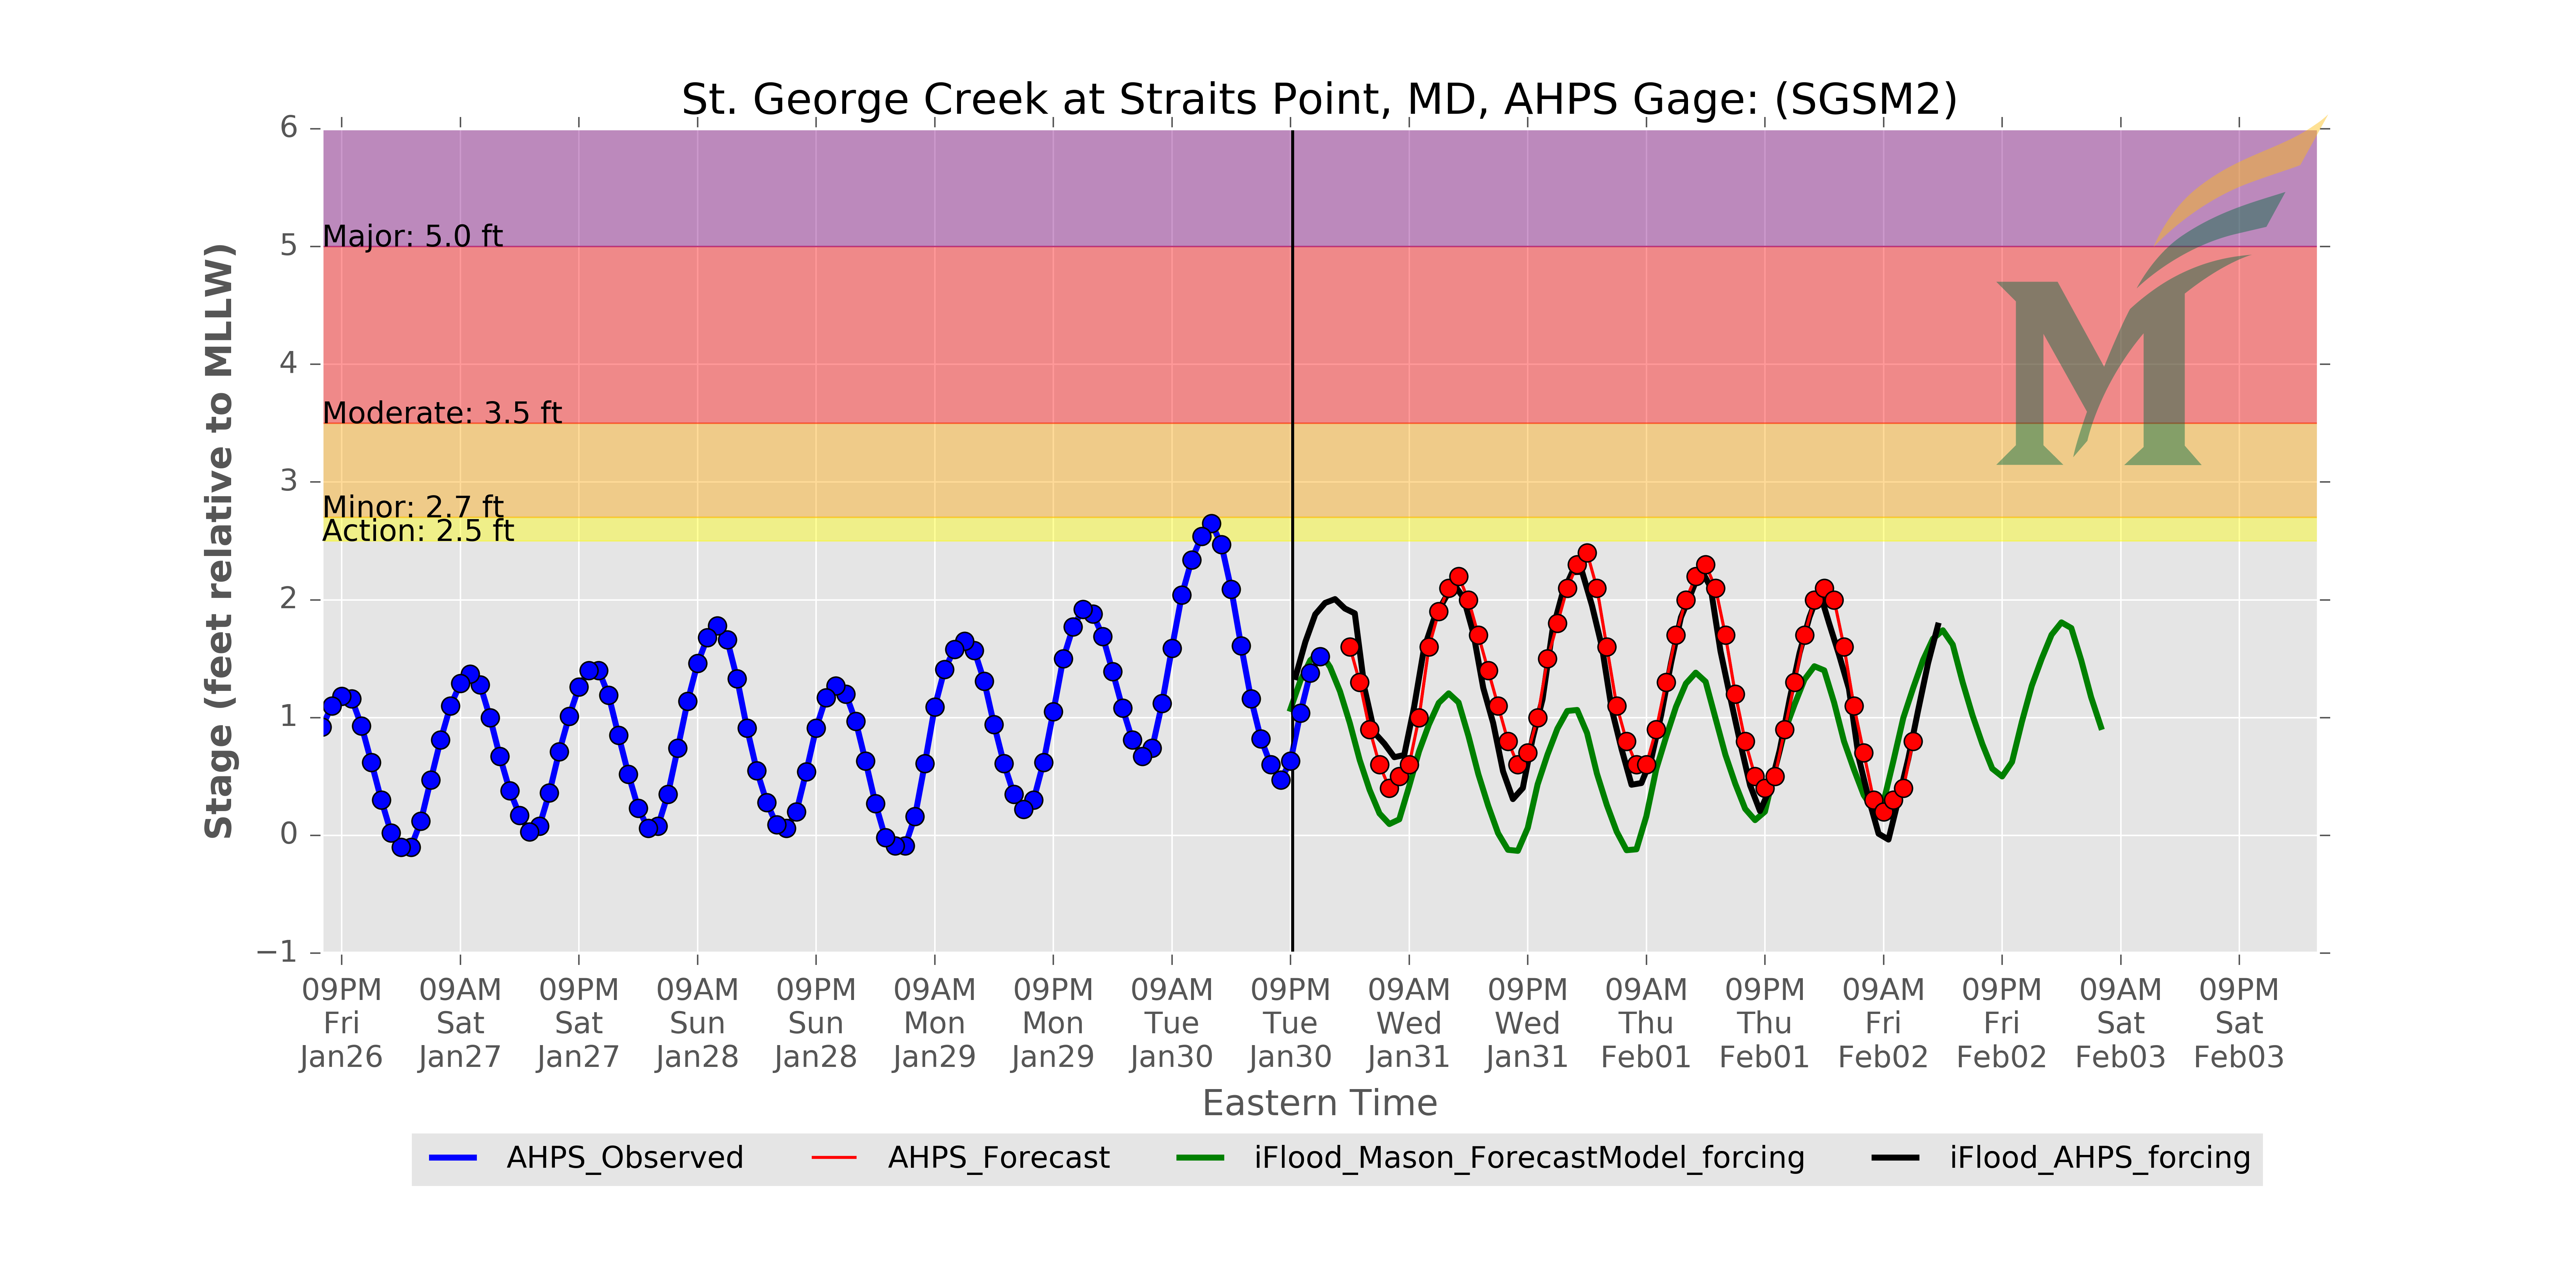 St. George Creek at Straits Point, MD, AHPS Gage: (SGSM2)
Stage (feet relative to MLLW)
6
5
4
3
2
1
0
−1
Major: 5.0 ft
Moderate: 3.5 ft
Minor: 2.7 ft
Action: 2.5 ft
09PM 09AM 09PM 09AM 09PM 09AM 09PM 09AM 09PM 09AM 09PM 09AM 09PM 09AM 09PM 09AM 09PM
Fri Sat Sat Sun Sun Mon Mon Tue Tue Wed Wed Thu Thu Fri Fri Sat Sat
Jan26 Jan27 Jan27 Jan28 Jan28 Jan29 Jan29 Jan30 Jan30 Jan31 Jan31 Feb01 Feb01 Feb02 Feb02 Feb03 Feb03
Eastern Time
AHPS_Observed AHPS_Forecast iFlood_Mason_ForecastModel_forcing iFlood_AHPS_forcing
M